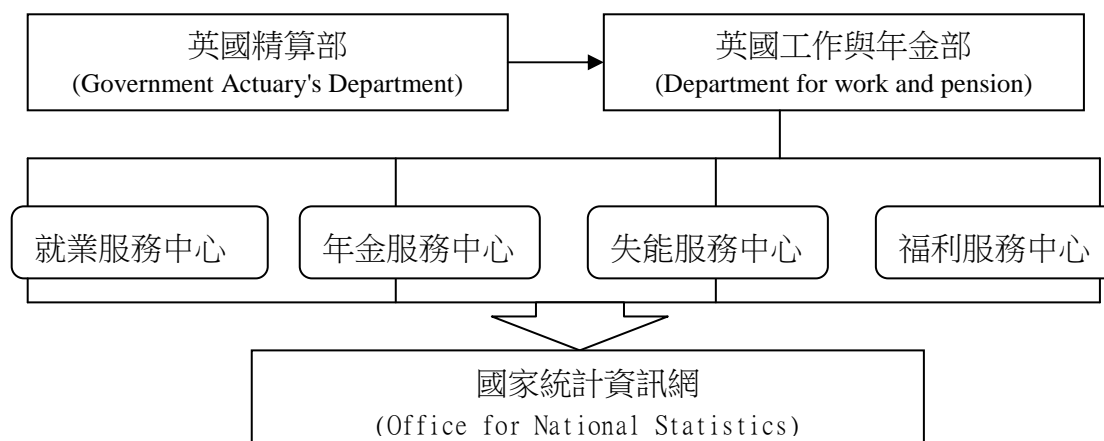 英國精算部
(Government Actuary's Department)
英國工作與年金部
(Department for work and pension)
就業服務中心
年金服務中心
失能服務中心
福利服務中心
國家統計資訊網
(Office for National Statistics)